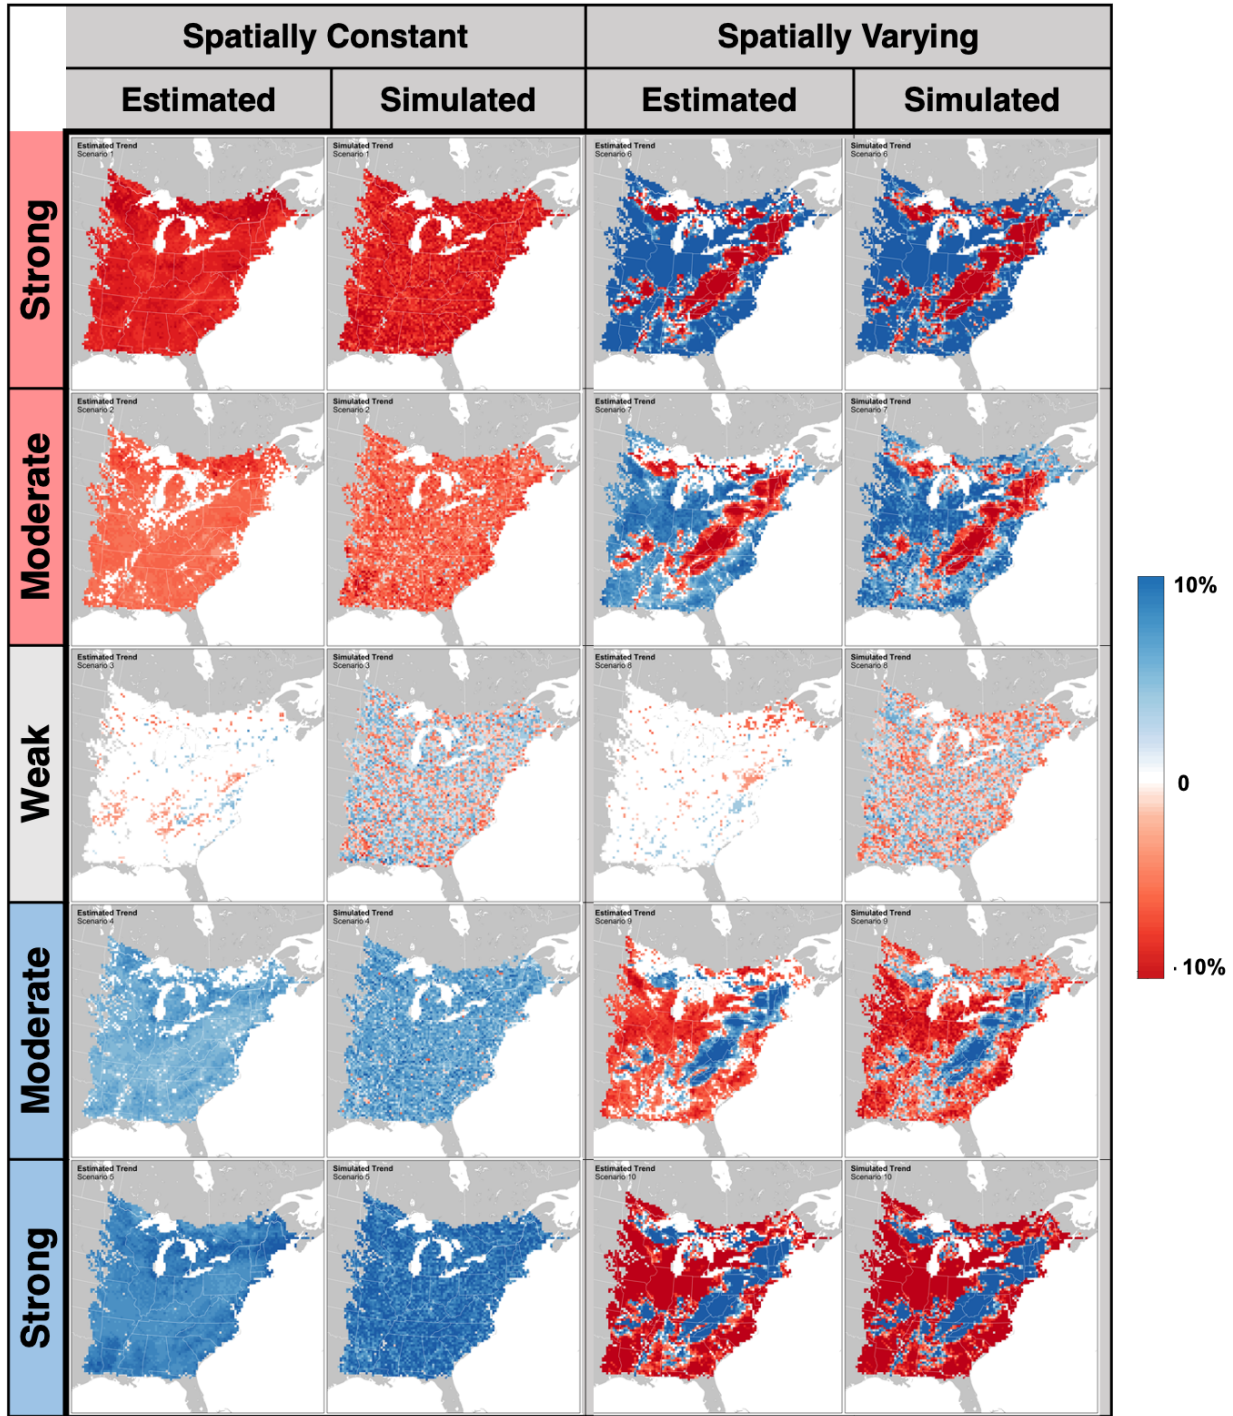 Spatially Constant
Spatially Varying
Estimated
Simulated
Estimated
Simulated
Strong
Estimated Trend
Scenario 1
Simulated Trend
Scenario 1
Estimated Trend
Scenario 6
Simulated Trend
Scenario 6
Moderate
Estimated Trend
Scenario 2
Simulated Trend
Scenario 2
Estimated Trend
Scenario 7
Simulated Trend
Scenario 7
Weak
Estimated Trend
Scenario 3
Simulated Trend
Scenario 3
Estimated Trend
Scenario 8
Simulated Trend
Scenario 8
Moderate
Estimated Trend
Scenario 4
Simulated Trend
Scenario 4
Estimated Trend
Scenario 9
Simulated Trend
Scenario 9
Strong
Estimated Trend
Scenario 5
Simulated Trend
Scenario 5
Estimated Trend
Scenario 10
Simulated Trend
Scenario 10
10%
0
- 10%